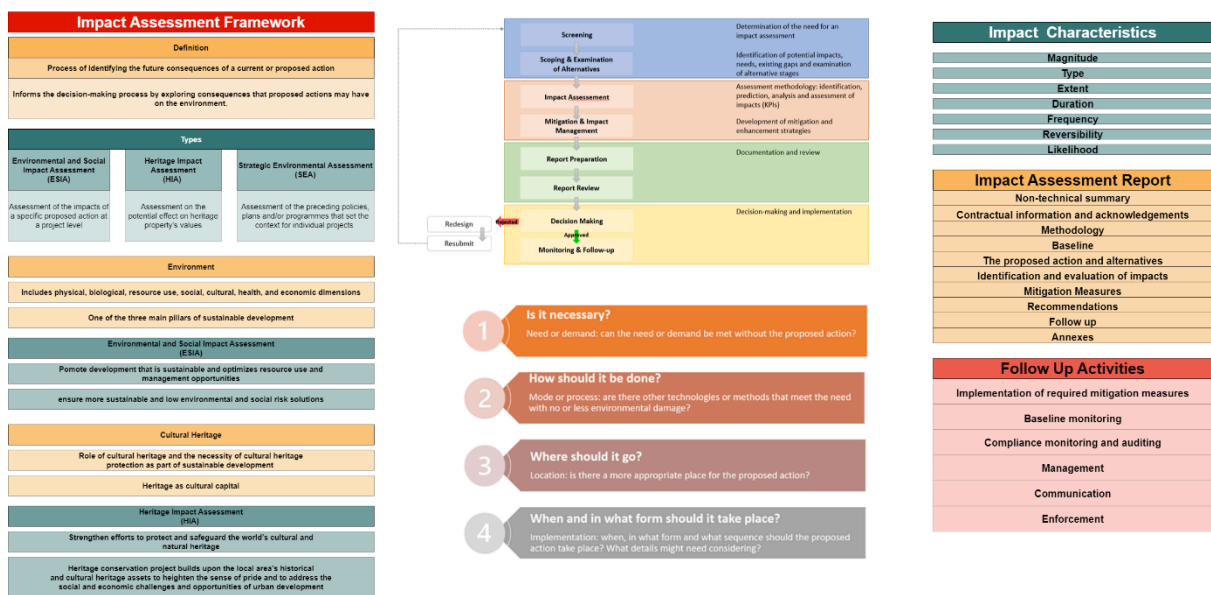 Impact Assessment Framework
Definition
Process of identifying the future consequences of a current or proposed action
Informs the decision-making process by exploring consequences that proposed actions may have
on the environment.
Types
Environmental and Social
Impact Assessment
(ESIA)
Heritage Impact
Assessment
(HIA)
Strategic Environmental Assessment
(SEA)
Assessment of the impacts of
a specific proposed action at
a project level
Assessment on the
potential effect on heritage
property's values
Assessment of the preceding policies,
plans and/or programmes that set the
context for individual projects
Environment
Includes physical, biological, resource use, social, cultural, health, and economic dimensions
One of the three main pillars of sustainable development
Environmental and Social Impact Assessment
(ESIA)
Pomote development that is sustainable and optimizes resource use and
management opportunities
ensure more sustainable and low environmental and social risk solutions
Cultural Heritage
Role of cultural heritage and the necessity of cultural heritage
protection as part of sustainable development
Heritage as cultural capital
Heritage Impact Assessment
(HIA)
Strengthen efforts to protect and safeguard the world's cultural and
natural heritage
Heritage conservation project builds upon the local area's historical
and cultural heritage assets to heighten the sense of pride and to address the
social and economic challenges and opportunities of urban development
Screening
Determination of the need for an
impact assessment
Scoping & Examination
of Alternatives
Identification of potential impacts,
needs, existing gaps and examination
of alternative stages
Impact Assessement
Assessment methodology: identification,
prediction, analysis and assessment of
impacts (KPIs)
Mitigation & Impact
Management
Development of mitigation and
enhancement strategies
Report Preparation
Documentation and review
Report Review
Decision Making
Decision-making and implementation
Rejected
Redesign
Resubmit
Approved
Monitoring & Follow-up
1
Is it necessary?
Need or demand: can the need or demand be met without the proposed action?
2
How should it be done?
Mode or process: are there other technologies or methods that meet the need
with no or less environmental damage?
3
Where should it go?
Location: is there a more appropriate place for the proposed action?
4
When and in what form should it take place?
Implementation: when, in what form and what sequence should the proposed
action take place? What details might need considering?
Impact Characteristics
Magnitude
Type
Extent
Duration
Frequency
Reversibility
Likelihood
Impact Assessment Report
Non-technical summary
Contractual information and acknowledgements
Methodology
Baseline
The proposed action and alternatives
Identification and evaluation of impacts
Mitigation Measures
Recommendations
Follow up
Annexes
Follow Up Activities
Implementation of required mitigation measures
Baseline monitoring
Compliance monitoring and auditing
Management
Communication
Enforcement